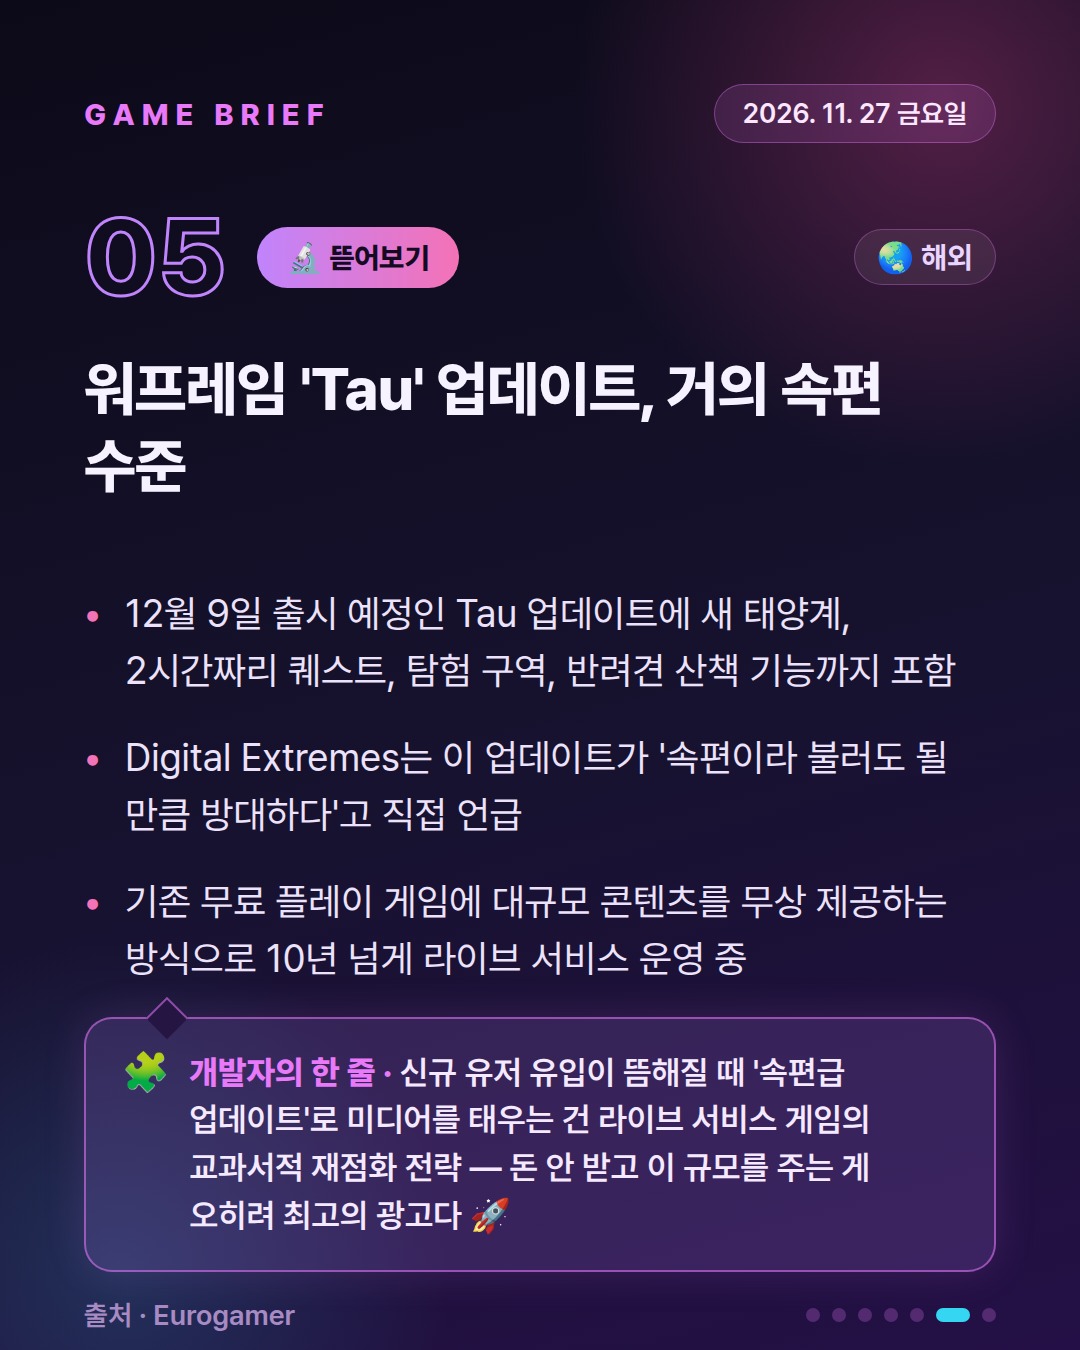 GAME BRIEF
2026. 11. 27 금요일
05
🔬 뜯어보기
🌏 해외
워프레임 'Tau' 업데이트, 거의 속편
수준
• 12월 9일 출시 예정인 Tau 업데이트에 새 태양계,
2시간짜리 퀘스트, 탐험 구역, 반려견 산책 기능까지 포함
• Digital Extremes는 이 업데이트가 '속편이라 불러도 될
만큼 방대하다'고 직접 언급
• 기존 무료 플레이 게임에 대규모 콘텐츠를 무상 제공하는
방식으로 10년 넘게 라이브 서비스 운영 중
🧩 개발자의 한 줄 · 신규 유저 유입이 뜸해질 때 '속편급
업데이트'로 미디어를 태우는 건 라이브 서비스 게임의
교과서적 재점화 전략 — 돈 안 받고 이 규모를 주는 게
오히려 최고의 광고다 🚀
출처 · Eurogamer